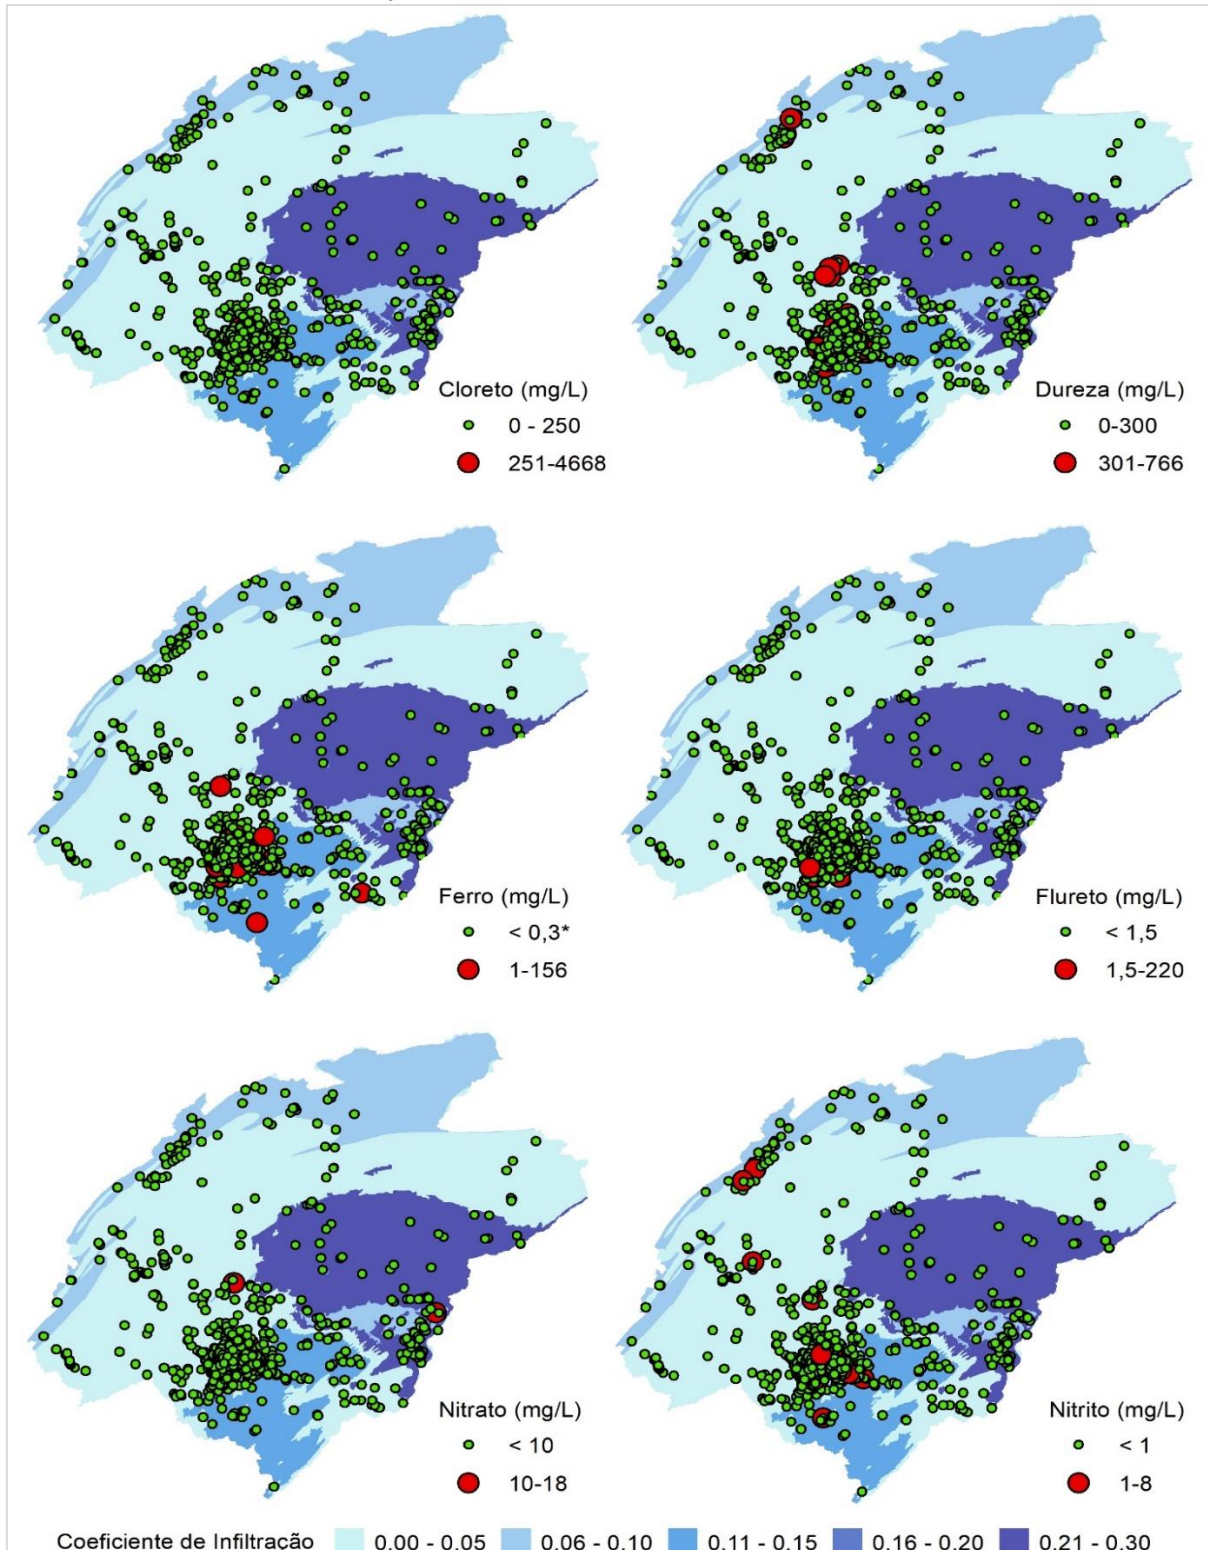 Cloreto (mg/L)
0 - 250
251-4668
Dureza (mg/L)
0-300
301-766
Ferro (mg/L)
< 0,3*
1-156
Flureto (mg/L)
< 1,5
1,5-220
Nitrato (mg/L)
< 10
10-18
Nitrito (mg/L)
< 1
1-8
Coeficiente de Infiltração 0,00 - 0,05 0,06 - 0,10 0,11 - 0,15 0,16 - 0,20 0,21 - 0,30